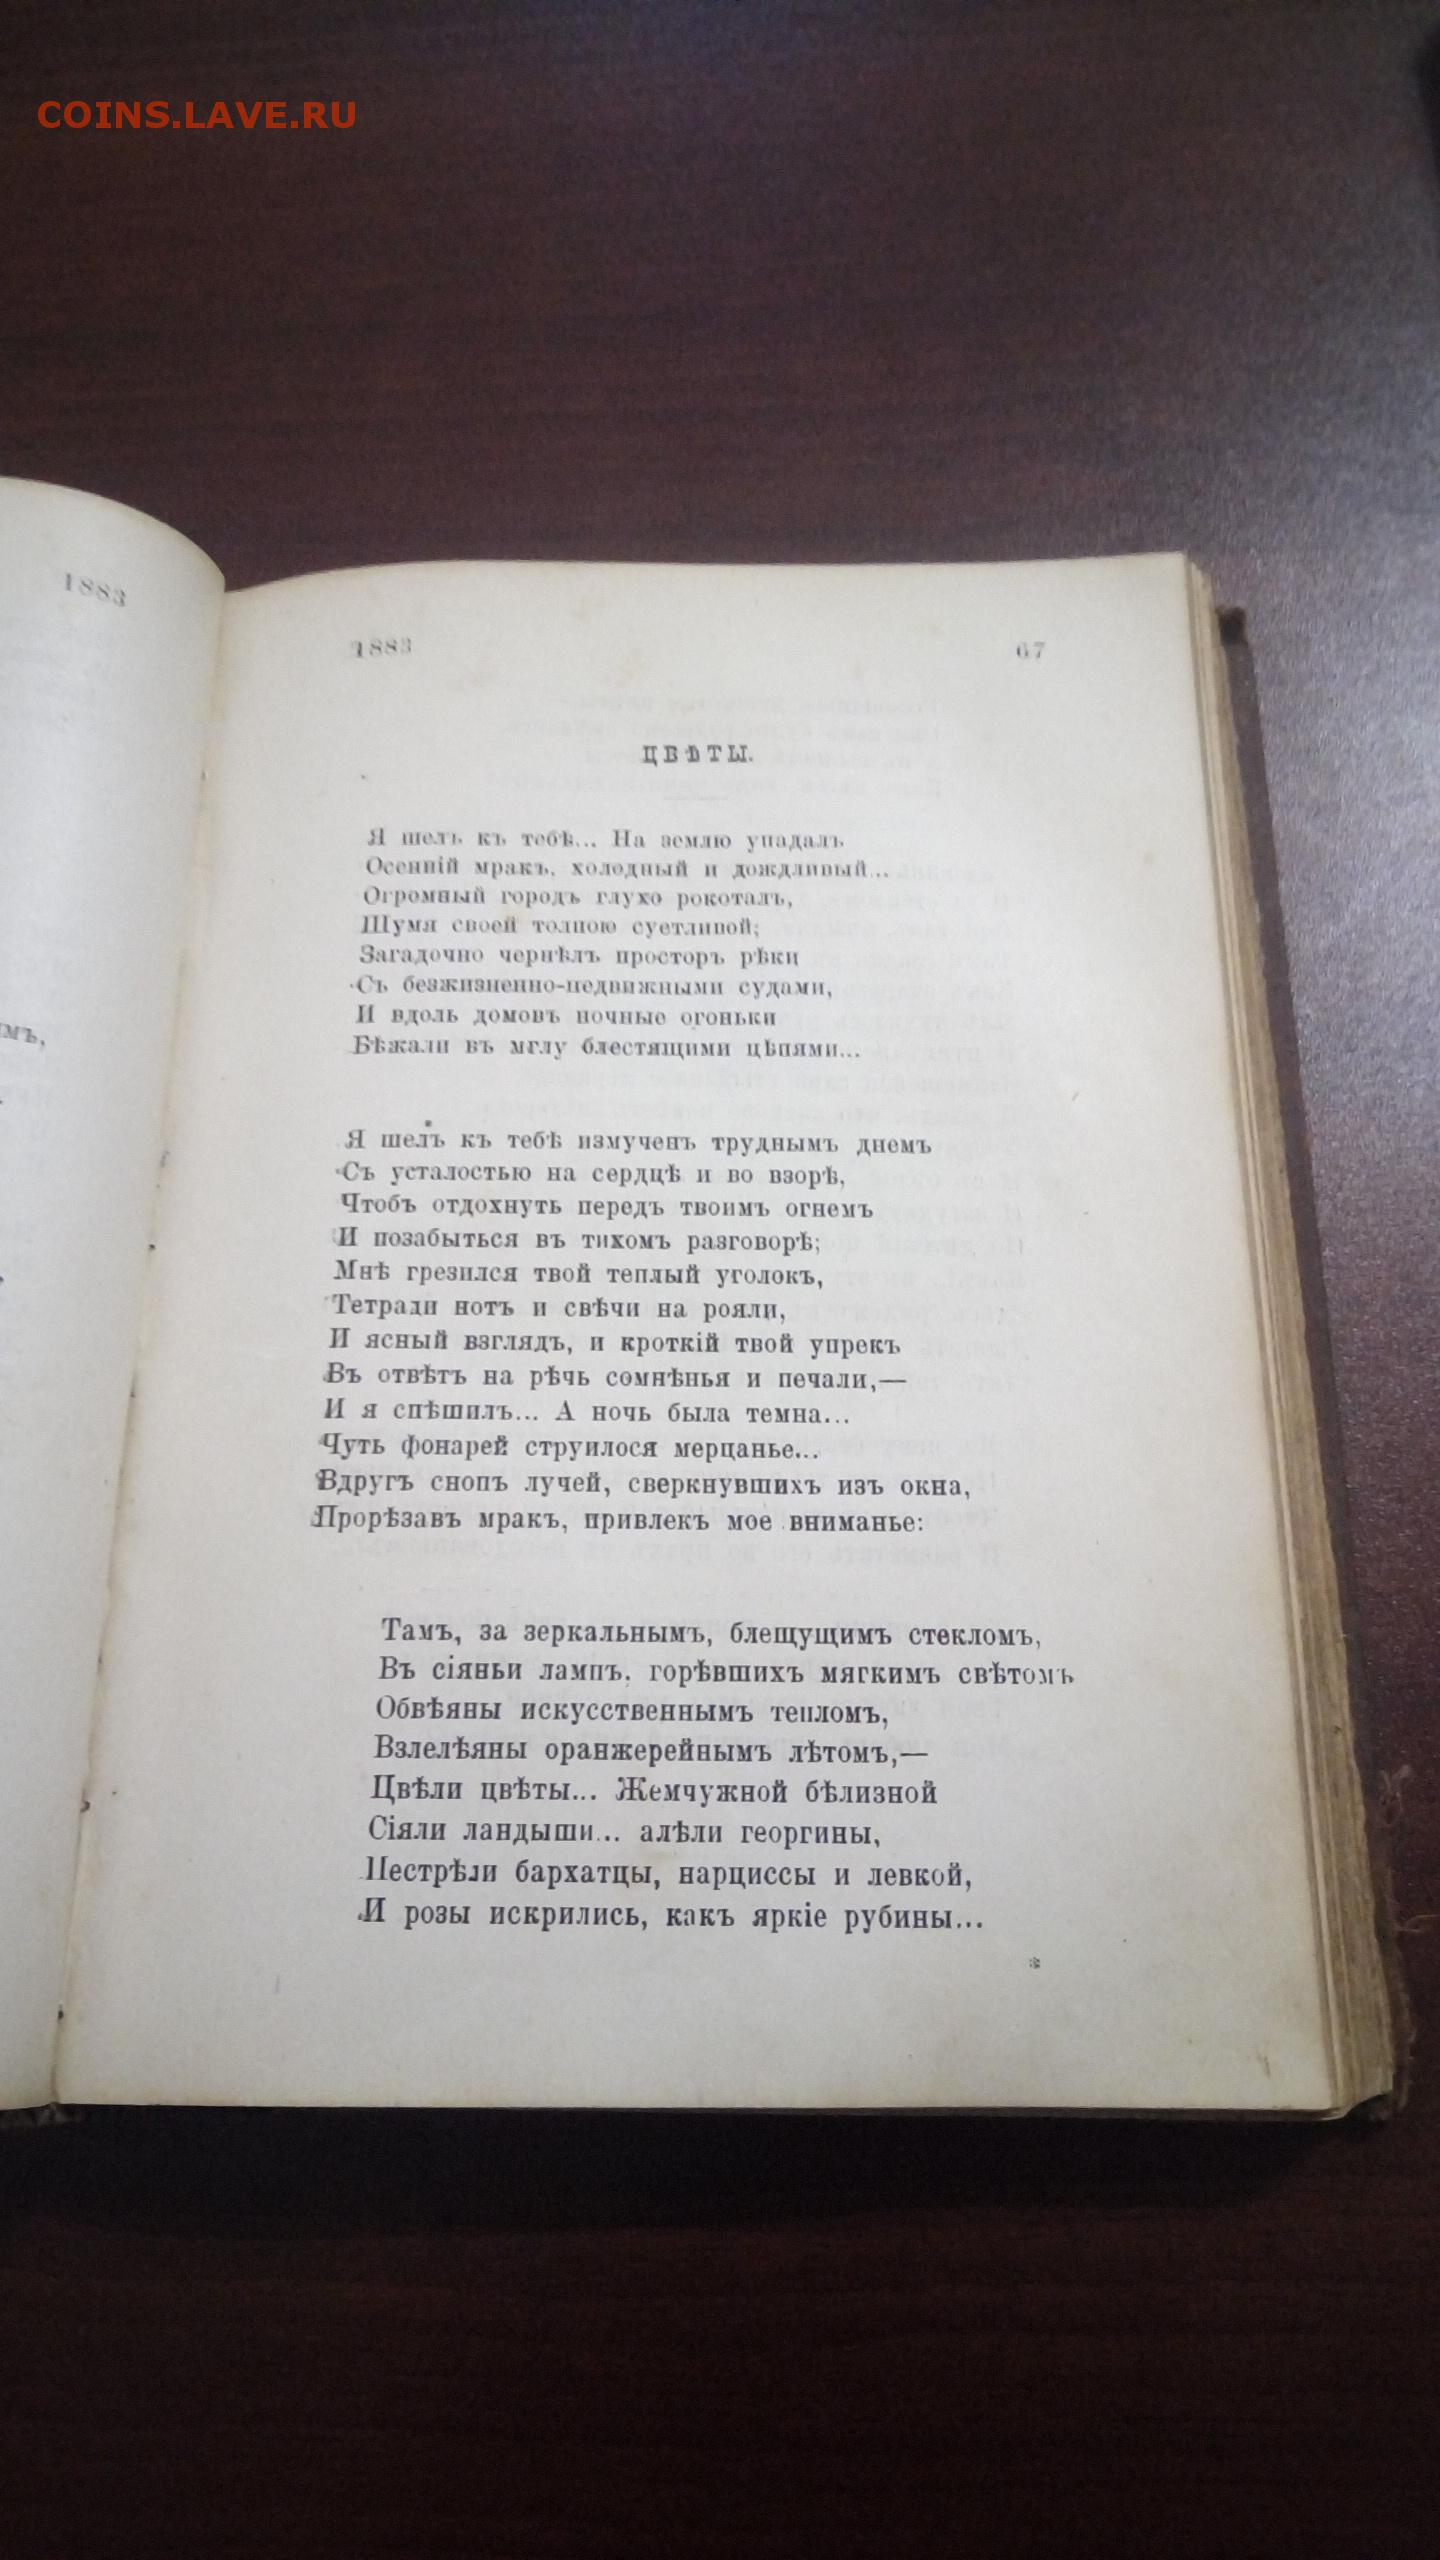 COINS.LAVE.RU
1883
1883 67
ЦВѢТЫ.
Я шелъ къ тебѣ... На землю упадалъ
Осенній мракъ, холодный и дождливый...
Огромный городъ глухо рокоталъ,
Шумя своей толпою суетливой;
Загадочно чернѣлъ просторъ рѣки
Съ безжизненно-недвижными судами,
И вдоль домовъ ночные огоньки
Бѣжали въ мглу блестящими цѣпями...
Я шелъ къ тебѣ измученъ труднымъ днемъ
Съ усталостью на сердцѣ и во взорѣ,
Чтобъ отдохнуть передъ твоимъ огнемъ
И позабыться въ тихомъ разговорѣ;
Мнѣ грезился твой теплый уголокъ,
Тетради нотъ и свѣчи на рояли,
И ясный взглядъ, и кроткій твой упрекъ
Въ отвѣтъ на рѣчь сомнѣнья и печали,—
И я спѣшилъ... А ночь была темна...
Чуть фонарей струилося мерцанье...
Вдругъ снопъ лучей, сверкнувшихъ изъ окна,
Прорѣзавъ мракъ, привлекъ мое вниманье:
Тамъ, за зеркальнымъ, блещущимъ стекломъ,
Въ сіяньи лампъ, горѣвшихъ мягкимъ свѣтомъ
Обвѣяны искусственнымъ тепломъ,
Взлелѣяны оранжерейнымъ лѣтомъ,—
Цвѣли цвѣты... Жемчужной бѣлизной
Сіяли ландыши... алѣли георгины,
Пестрѣли бархатцы, нарциссы и левкой,
И розы искрились, какъ яркіе рубины...